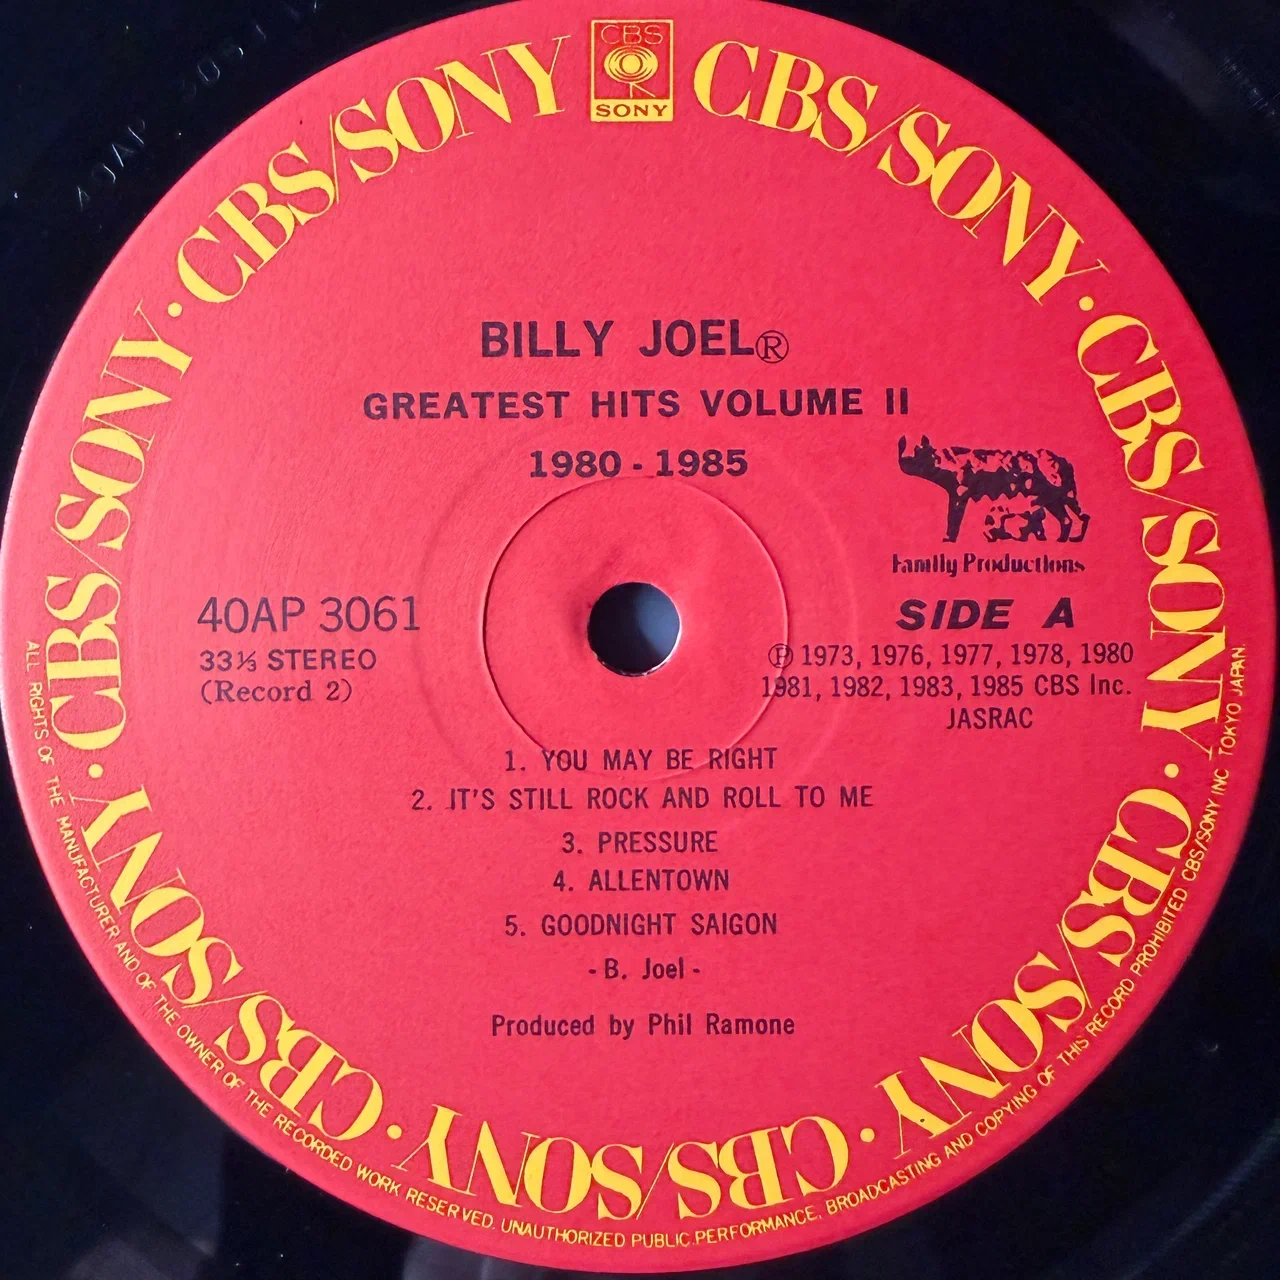 CBS
SONY
CBS/SONY · CBS/SONY · CBS/SONY · CBS/SONY · CBS/SONY · CBS/SONY · CBS/SONY · CBS/SONY
BILLY JOEL®
GREATEST HITS VOLUME II
1980 - 1985
Family Productions
40AP 3061
SIDE A
33⅓ STEREO
(Record 2)
℗ 1973, 1976, 1977, 1978, 1980
1981, 1982, 1983, 1985 CBS Inc.
JASRAC
1. YOU MAY BE RIGHT
2. IT'S STILL ROCK AND ROLL TO ME
3. PRESSURE
4. ALLENTOWN
5. GOODNIGHT SAIGON
- B. Joel -
Produced by Phil Ramone
ALL RIGHTS OF THE MANUFACTURER AND OF THE OWNER OF THE RECORDED WORK RESERVED. UNAUTHORIZED PUBLIC PERFORMANCE, BROADCASTING AND COPYING OF THIS RECORD PROHIBITED CBS/SONY INC TOKYO JAPAN.